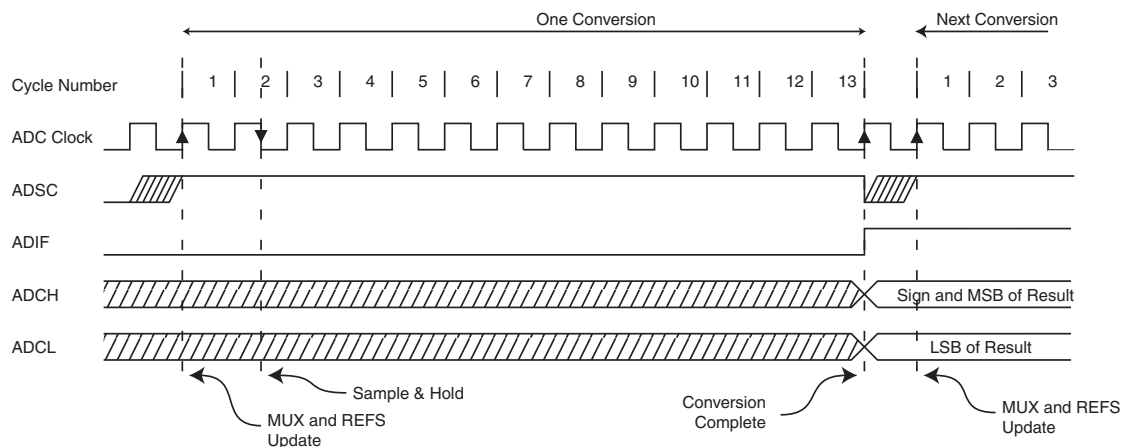 One Conversion
Next Conversion
Cycle Number
1 2 3 4 5 6 7 8 9 10 11 12 13 1 2 3
ADC Clock
ADSC
ADIF
ADCH
Sign and MSB of Result
ADCL
LSB of Result
MUX and REFS
Update
Sample & Hold
Conversion
Complete
MUX and REFS
Update